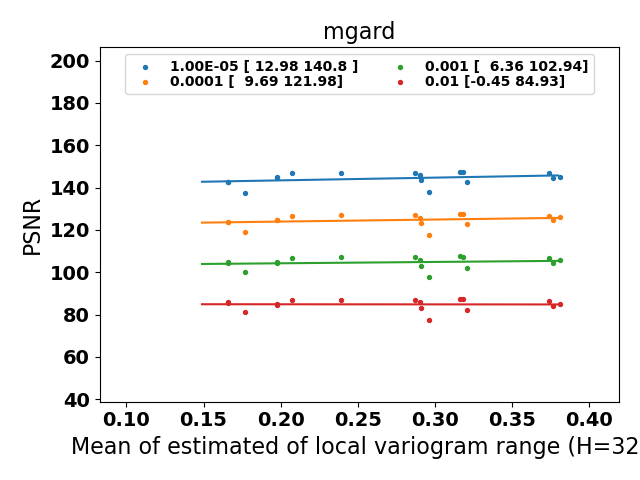 mgard
1.00E-05 [ 12.98 140.8 ]
0.0001 [  9.69 121.98]
0.001 [  6.36 102.94]
0.01 [-0.45 84.93]
200
180
160
140
120
100
80
60
40
PSNR
0.10 0.15 0.20 0.25 0.30 0.35 0.40
Mean of estimated of local variogram range (H=32